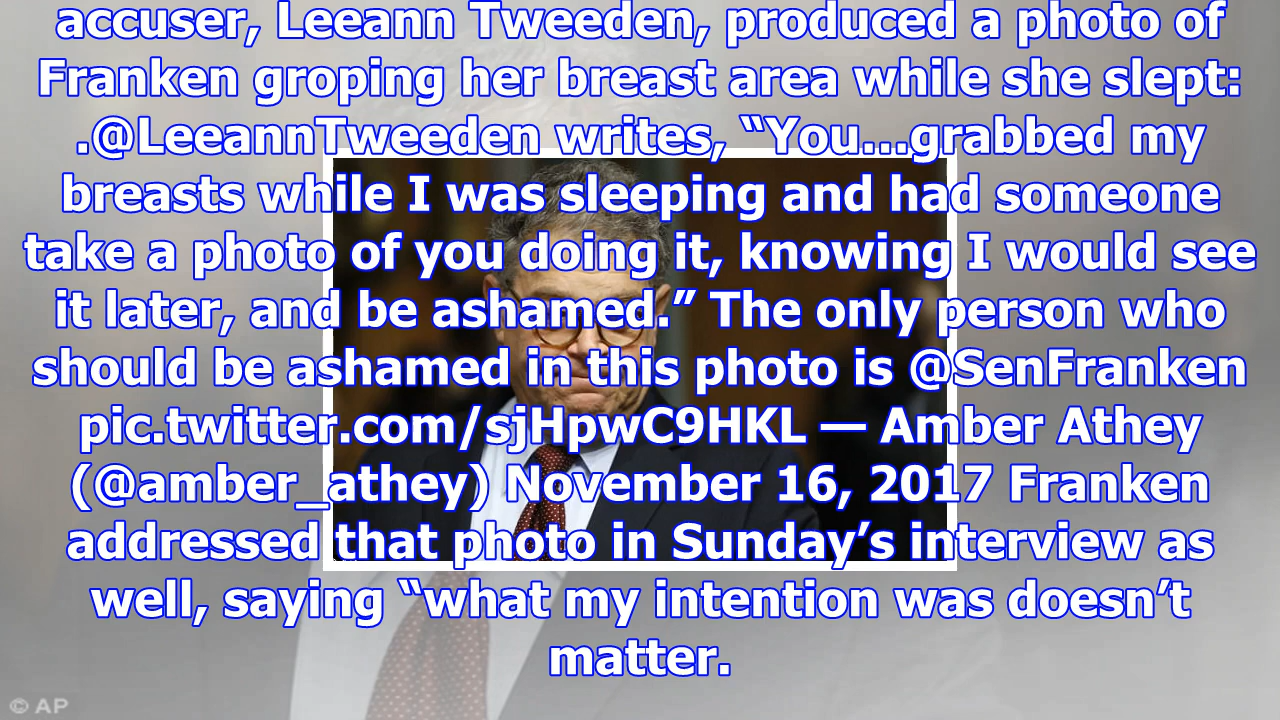 accuser, Leeann Tweeden, produced a photo of
Franken groping her breast area while she slept:
.@LeeannTweeden writes, “You...grabbed my
breasts while I was sleeping and had someone
take a photo of you doing it, knowing I would see
it later, and be ashamed.” The only person who
should be ashamed in this photo is @SenFranken
pic.twitter.com/sjHpwC9HKL — Amber Athey
(@amber_athey) November 16, 2017 Franken
addressed that photo in Sunday’s interview as
well, saying “what my intention was doesn’t
matter.
© AP